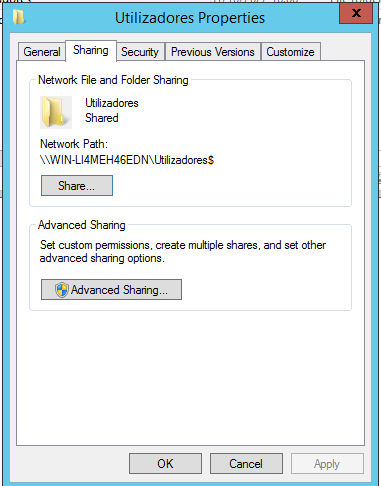 Utilizadores Properties
x
General Sharing Security Previous Versions Customize
Network File and Folder Sharing
Utilizadores
Shared
Network Path:
\\WIN-LI4MEH46EDN\Utilizadores$
Share...
Advanced Sharing
Set custom permissions, create multiple shares, and set other
advanced sharing options.
Advanced Sharing...
OK Cancel Apply